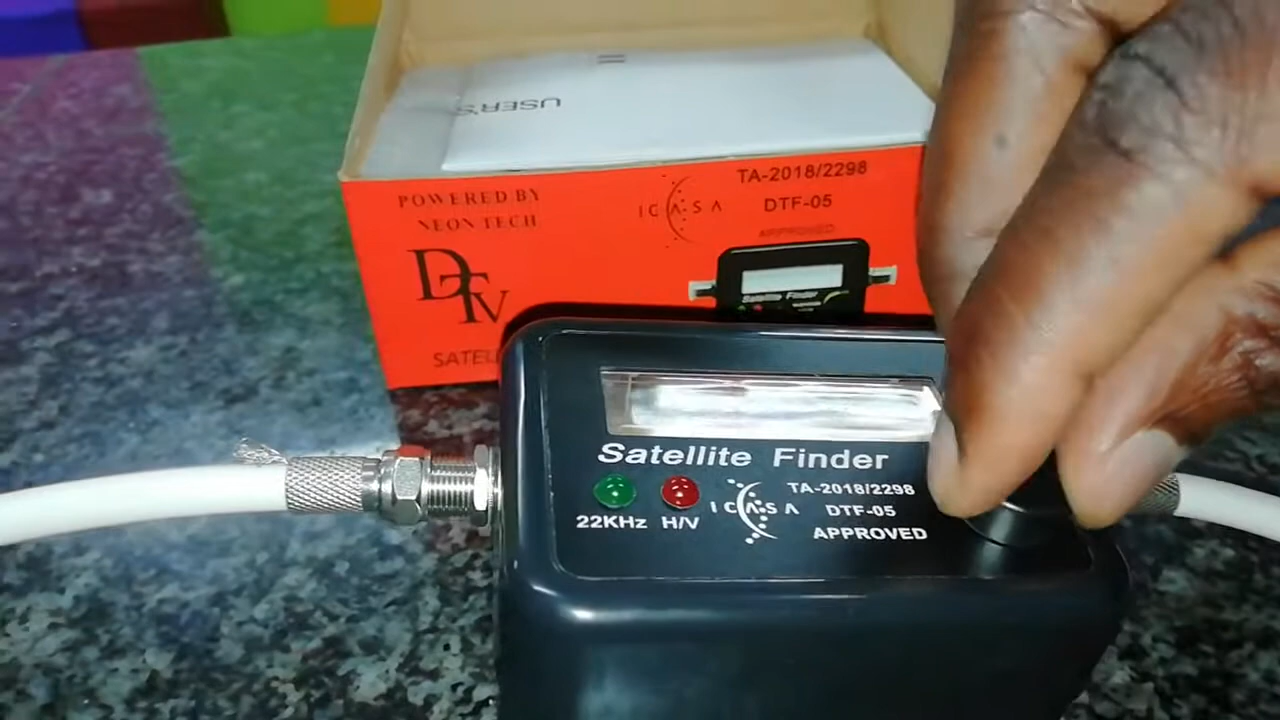 USER'S
POWERED BY
NEON TECH
DTV
SATEL
ICASA
TA-2018/2298
DTF-05
APPROVED
Satellite Finder
Satellite Finder
22KHz
H/V
ICASA
TA-2018/2298
DTF-05
APPROVED